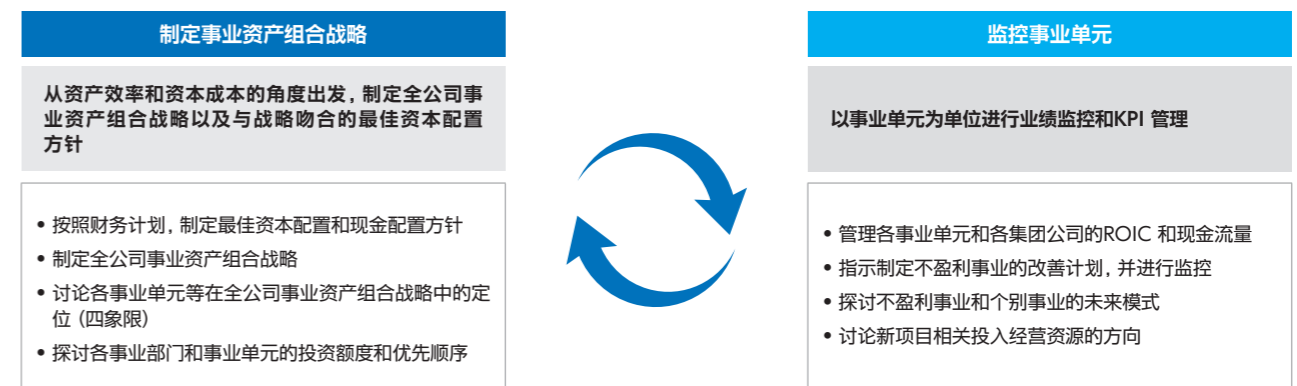 制定事业资产组合战略
从资产效率和资本成本的角度出发，制定全公司事
业资产组合战略以及与战略吻合的最佳资本配置
方针
• 按照财务计划，制定最佳资本配置和现金配置方针
• 制定全公司事业资产组合战略
• 讨论各事业单元等在全公司事业资产组合战略中的定
位（四象限）
• 探讨各事业部门和事业单元的投资额度和优先顺序
监控事业单元
以事业单元为单位进行业绩监控和KPI 管理
• 管理各事业单元和各集团公司的ROIC 和现金流量
• 指示制定不盈利事业的改善计划，并进行监控
• 探讨不盈利事业和个别事业的未来模式
• 讨论新项目相关投入经营资源的方向